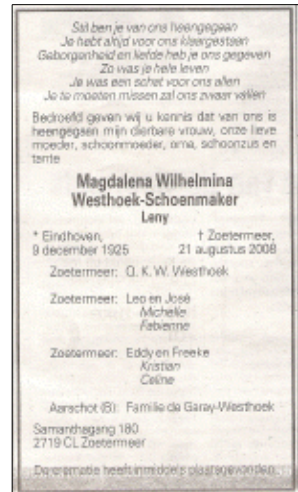 Stil ben je van ons heengegaan
Je hebt altijd voor ons klaargestaan
Geborgenheid en liefde heb je ons gegeven
Zo was je hele leven
Je was een schat voor ons allen
Je te moeten missen zal ons zwaar vallen
Bedroefd geven wij u kennis dat van ons is
heengegaan mijn dierbare vrouw, onze lieve
moeder, schoonmoeder, oma, schoonzus en
tante
Magdalena Wilhelmina
Westhoek-Schoenmaker
Leny
* Eindhoven, † Zoetermeer,
9 december 1925 21 augustus 2008
Zoetermeer: O. K. W. Westhoek
Zoetermeer: Leo en José
Michelle
Fabienne
Zoetermeer: Eddy en Freeke
Kristian
Celine
Aarschot (B): Familie de Garay-Westhoek
Samanthagang 180
2719 CL Zoetermeer
De crematie heeft inmiddels plaatsgevonden.